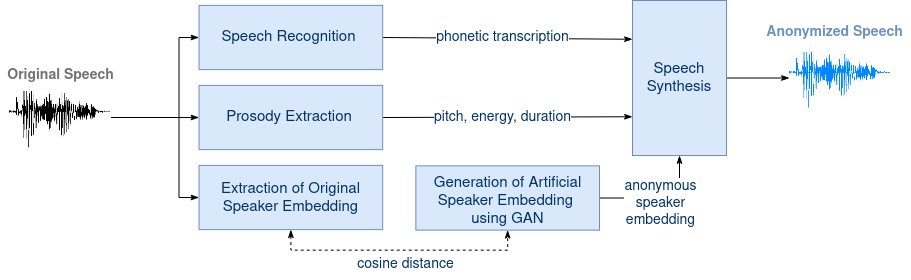 Original Speech
Speech Recognition
Prosody Extraction
Extraction of Original
Speaker Embedding
phonetic transcription
pitch, energy, duration
Generation of Artificial
Speaker Embedding
using GAN
cosine distance
anonymous
speaker
embedding
Speech
Synthesis
Anonymized Speech